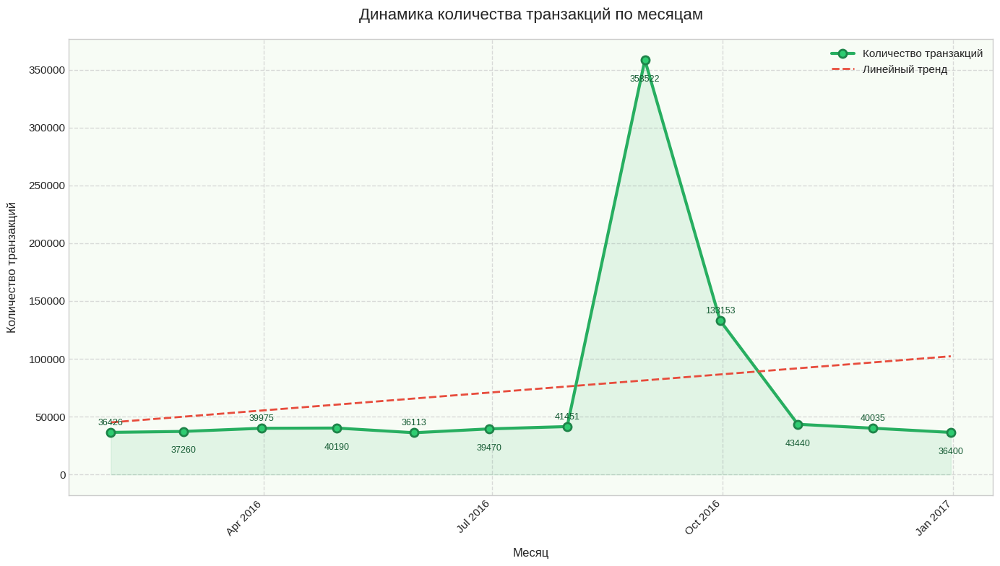 Динамика количества транзакций по месяцам
Количество транзакций
Линейный тренд
Количество транзакций
350000
300000
250000
200000
150000
100000
50000
0
36426
37260
39975
40190
36113
39470
41451
358522
133153
43440
40035
36400
Apr 2016
Jul 2016
Oct 2016
Jan 2017
Месяц